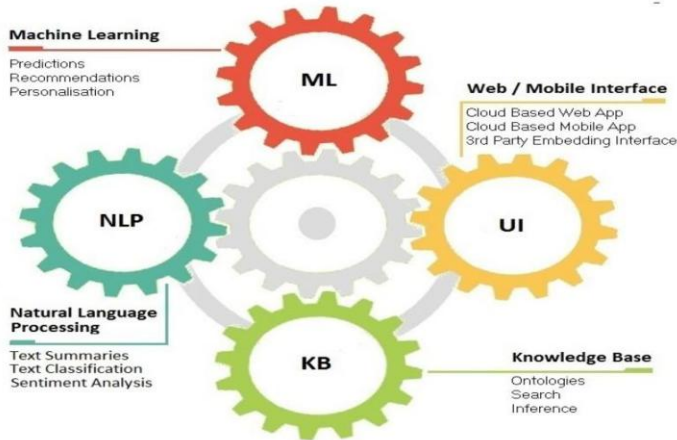 Machine Learning
Predictions
Recommendations
Personalisation
ML
Web / Mobile Interface
Cloud Based Web App
Cloud Based Mobile App
3rd Party Embedding Interface
NLP
UI
Natural Language
Processing
Text Summaries
Text Classification
Sentiment Analysis
KB
Knowledge Base
Ontologies
Search
Inference